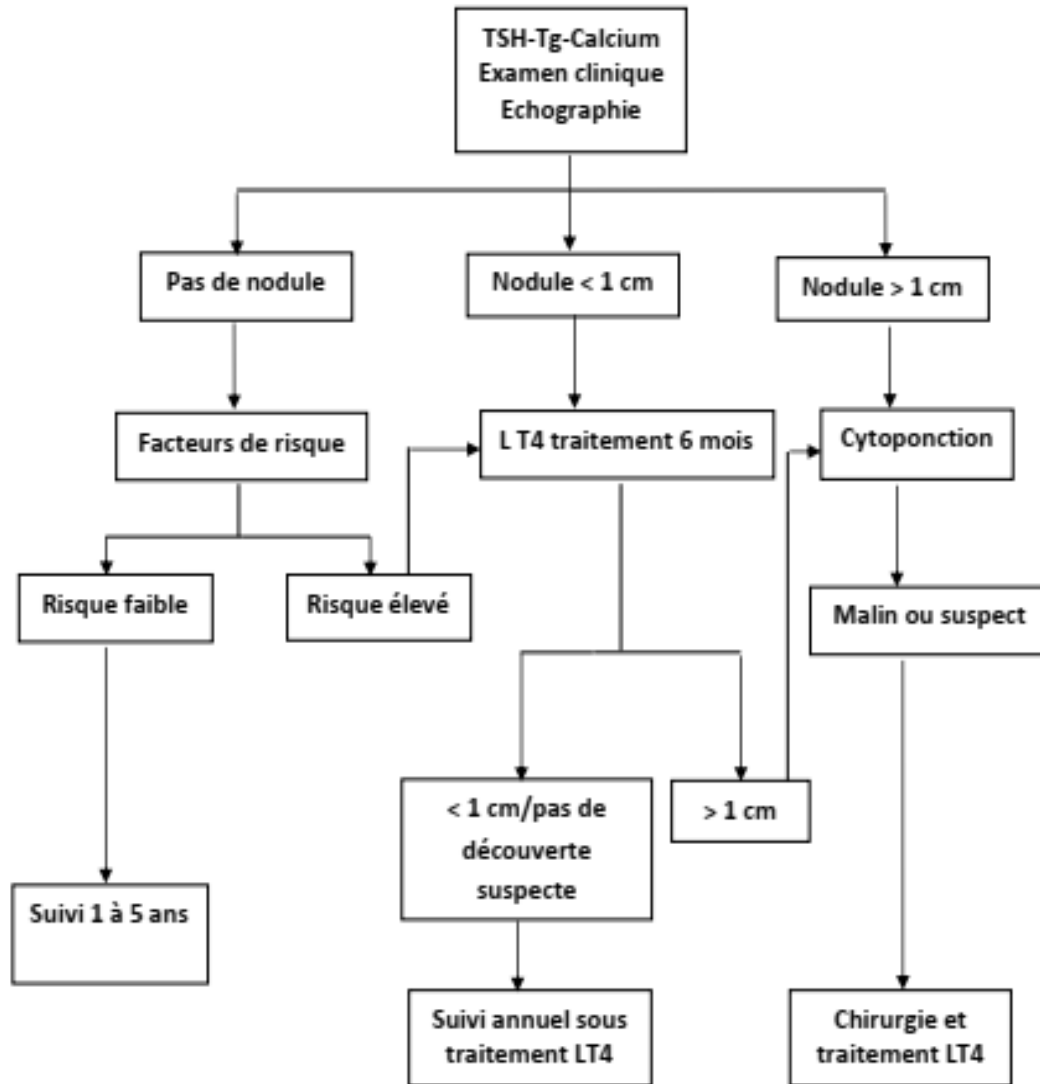 TSH-Tg-Calcium
Examen clinique
Echographie
Pas de nodule
Nodule < 1 cm
Nodule > 1 cm
Facteurs de risque
L T4 traitement 6 mois
Cytoponction
Risque faible
Risque élevé
Malin ou suspect
< 1 cm/pas de
découverte
suspecte
> 1 cm
Suivi 1 à 5 ans
Suivi annuel sous
traitement LT4
Chirurgie et
traitement LT4